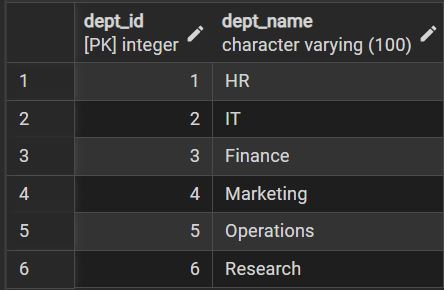 dept_id dept_name
[PK] integer character varying (100)
1 1 HR
2 2 IT
3 3 Finance
4 4 Marketing
5 5 Operations
6 6 Research